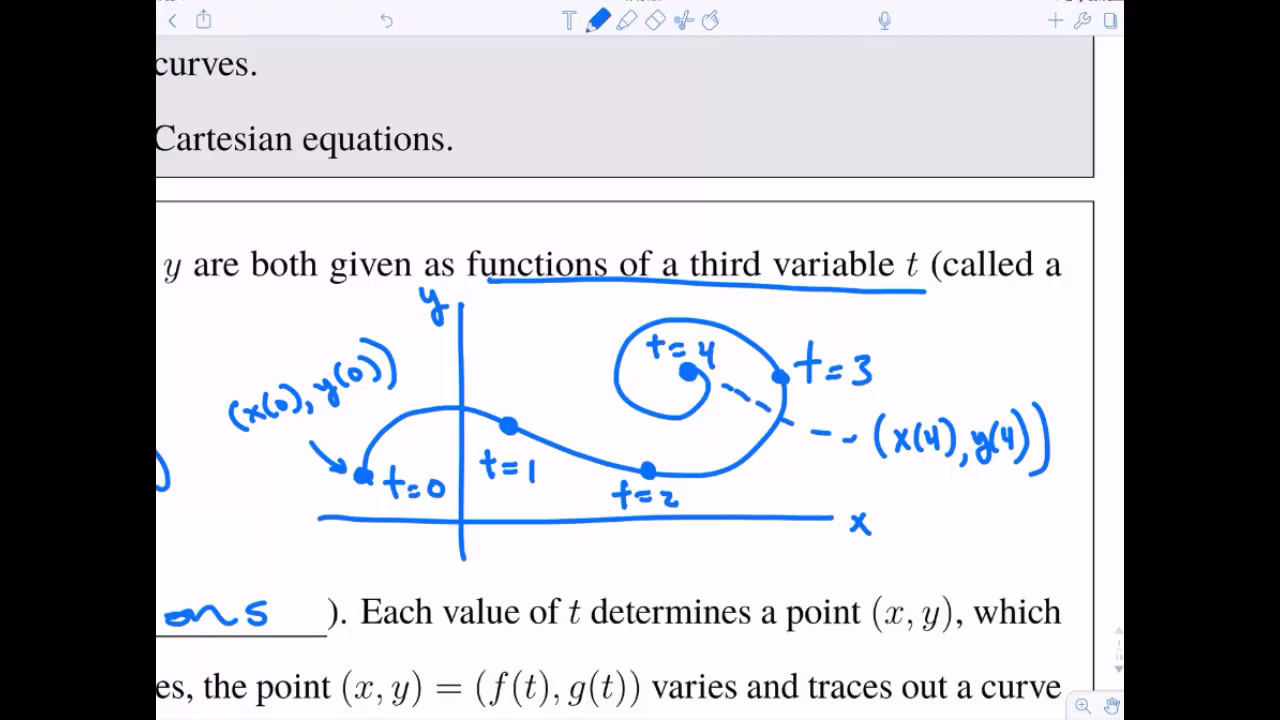 curves.
Cartesian equations.
y are both given as functions of a third variable t (called a
y
(x(0), y(0))
t=4
t=3
(x(4), y(4))
t=1
t=0
t=2
x
)
ons ). Each value of t determines a point (x, y), which
es, the point (x, y) = (f(t), g(t)) varies and traces out a curve